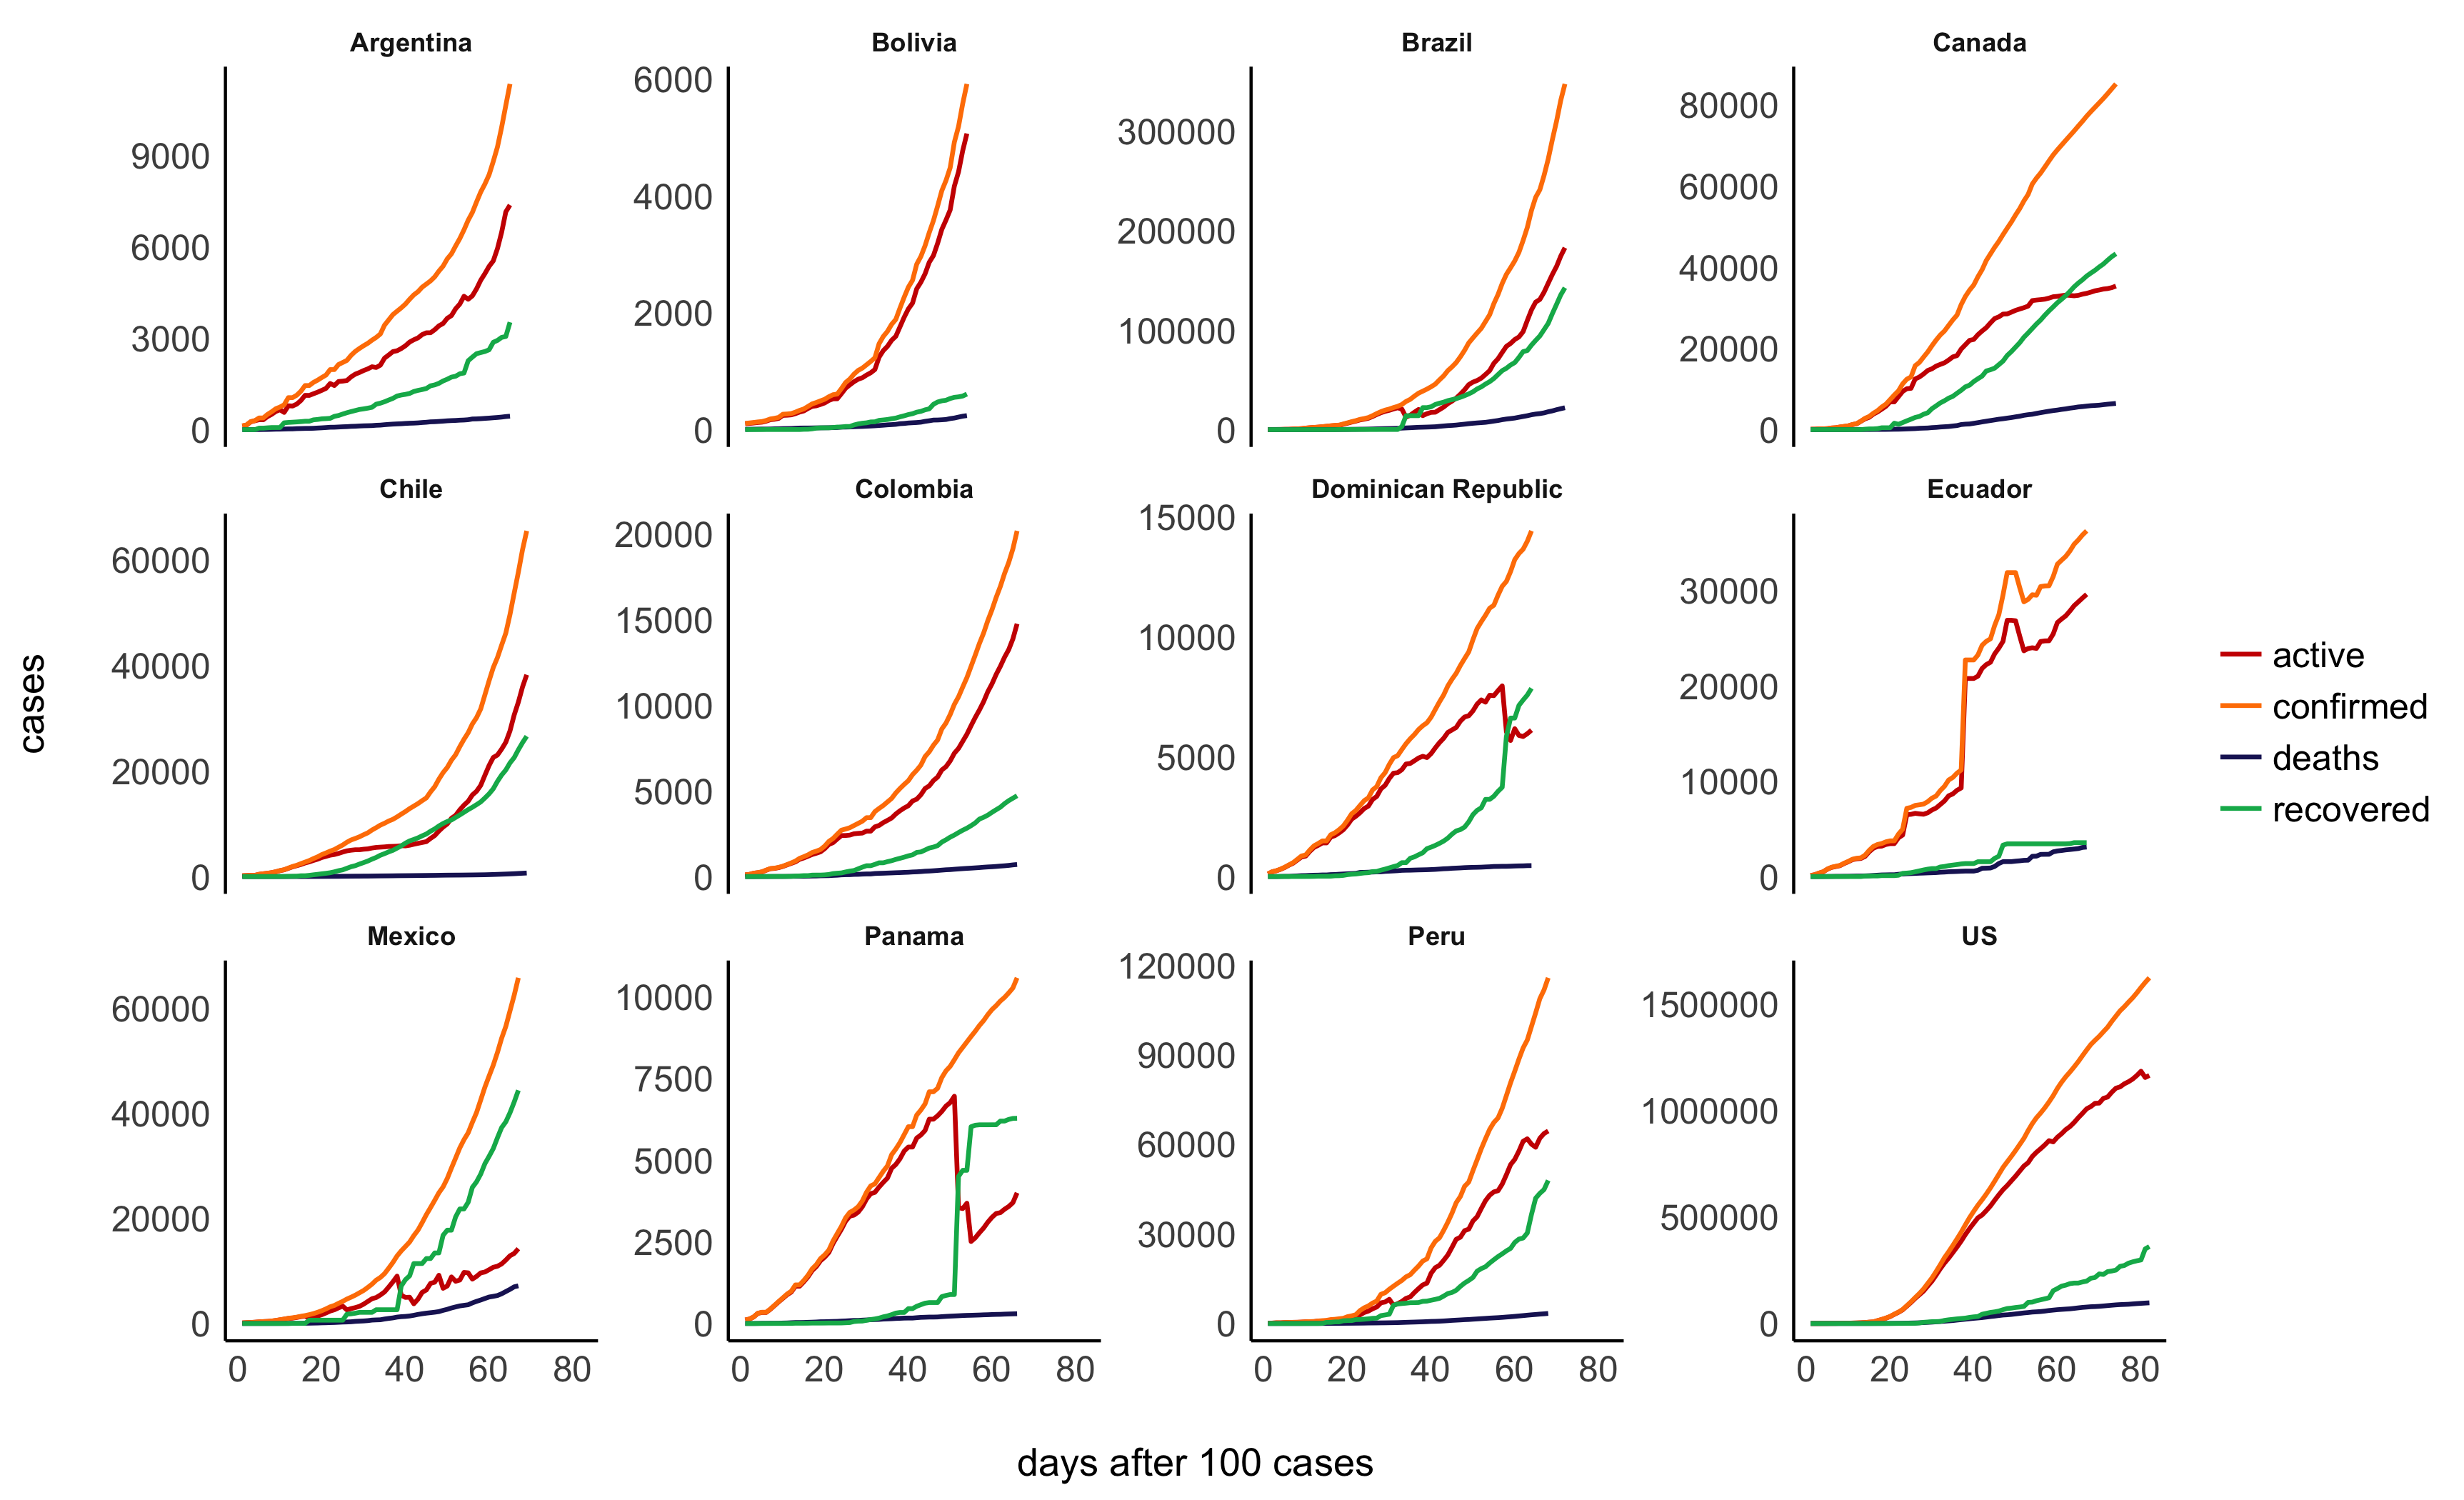 Argentina
Bolivia
Brazil
Canada
9000
6000
3000
0
6000
4000
2000
0
300000
200000
100000
0
80000
60000
40000
20000
0
Chile
Colombia
Dominican Republic
Ecuador
60000
40000
20000
0
20000
15000
10000
5000
0
15000
10000
5000
0
30000
20000
10000
0
cases
active
confirmed
deaths
recovered
Mexico
Panama
Peru
US
60000
40000
20000
0
10000
7500
5000
2500
0
120000
90000
60000
30000
0
1500000
1000000
500000
0
0 20 40 60 80
0 20 40 60 80
0 20 40 60 80
0 20 40 60 80
days after 100 cases